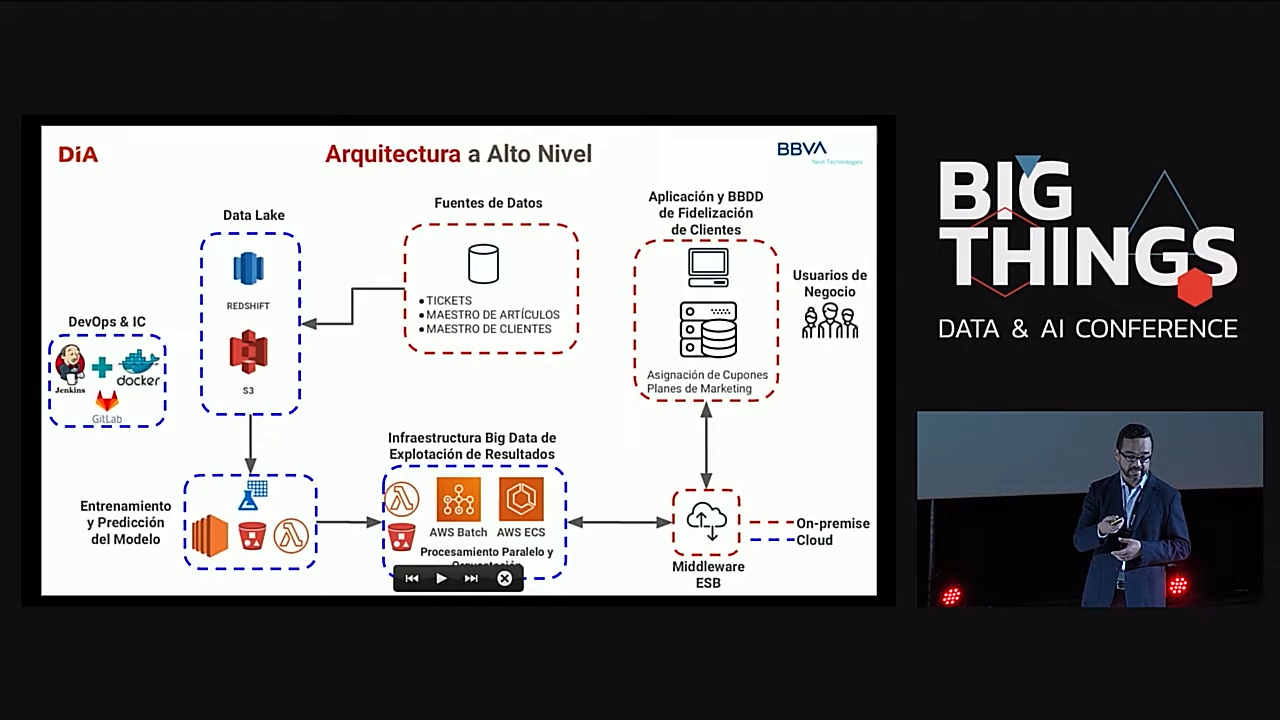 DiA
Arquitectura a Alto Nivel
BBVA
Next Technologies
Data Lake
REDSHIFT
S3
Fuentes de Datos
● TICKETS
● MAESTRO DE ARTÍCULOS
● MAESTRO DE CLIENTES
Aplicación y BBDD
de Fidelización
de Clientes
Asignación de Cupones
Planes de Marketing
Usuarios de
Negocio
DevOps & IC
Jenkins
docker
GitLab
Entrenamiento
y Predicción
del Modelo
Infraestructura Big Data de
Explotación de Resultados
AWS Batch
AWS ECS
Procesamiento Paralelo y
Middleware
ESB
On-premise
Cloud
BIG
THINGS
DATA & AI CONFERENCE